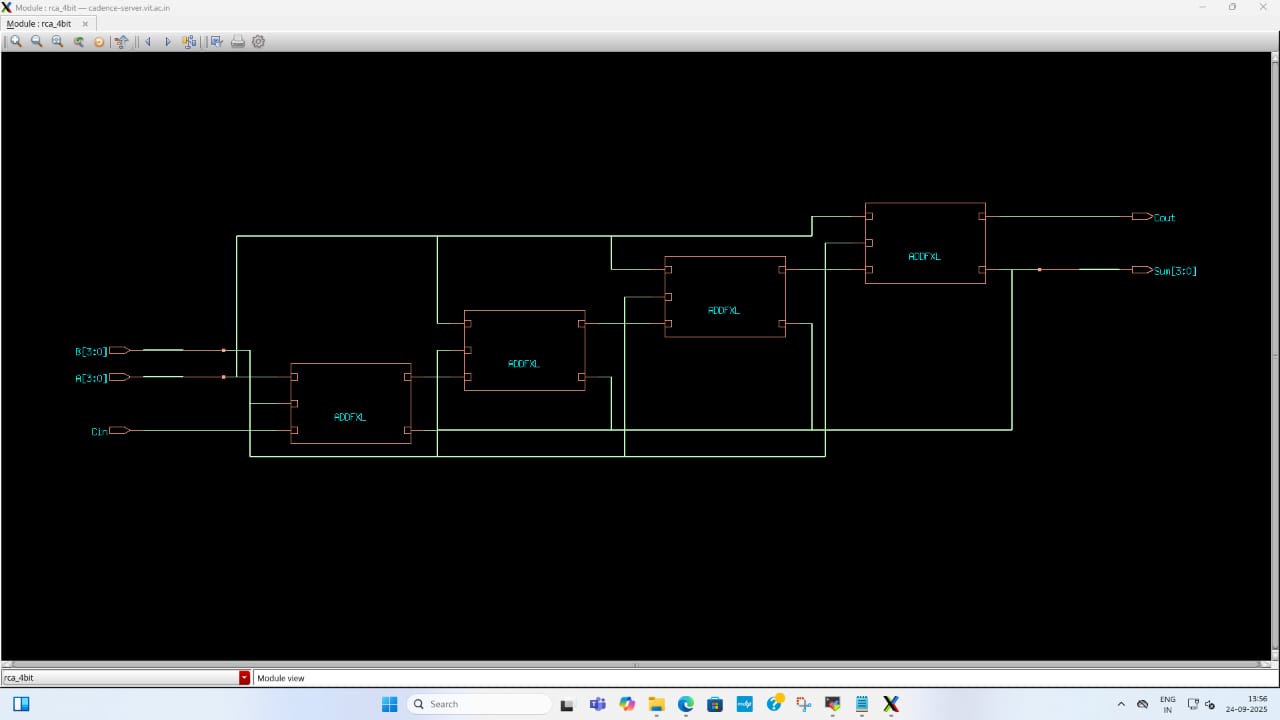 Module : rca_4bit — cadence-server.vit.ac.in
Module : rca_4bit
Cout
ADDFXL
Sum[3:0]
ADDFXL
B[3:0]
ADDFXL
A[3:0]
ADDFXL
Cin
rca_4bit
Module view
Search
ENG
IN
13:56
24-09-2025